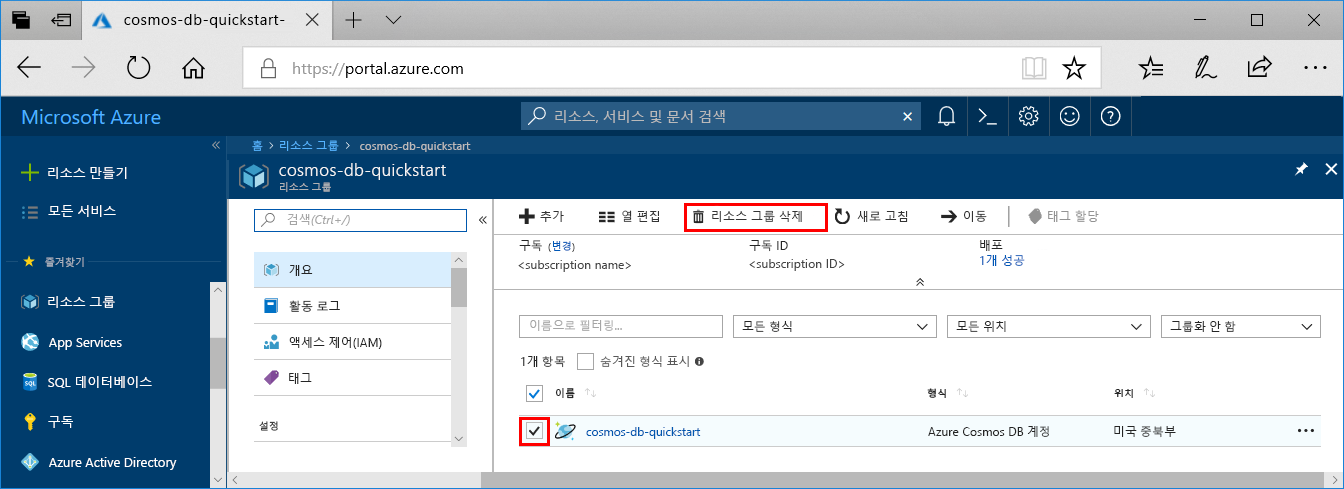 cosmos-db-quickstart-
https://portal.azure.com
Microsoft Azure
리소스, 서비스 및 문서 검색
홈 > 리소스 그룹 > cosmos-db-quickstart
cosmos-db-quickstart
리소스 그룹
리소스 만들기
모든 서비스
즐겨찾기
리소스 그룹
App Services
SQL 데이터베이스
구독
Azure Active Directory
검색(Ctrl+/)
개요
활동 로그
액세스 제어(IAM)
태그
설정
추가 열 편집 리소스 그룹 삭제 새로 고침 이동 태그 할당
구독 (변경) 구독 ID 배포
<subscription name> <subscription ID> 1개 성공
이름으로 필터링... 모든 형식 모든 위치 그룹화 안 함
1개 항목 숨겨진 형식 표시
이름 형식 위치
cosmos-db-quickstart Azure Cosmos DB 계정 미국 중북부